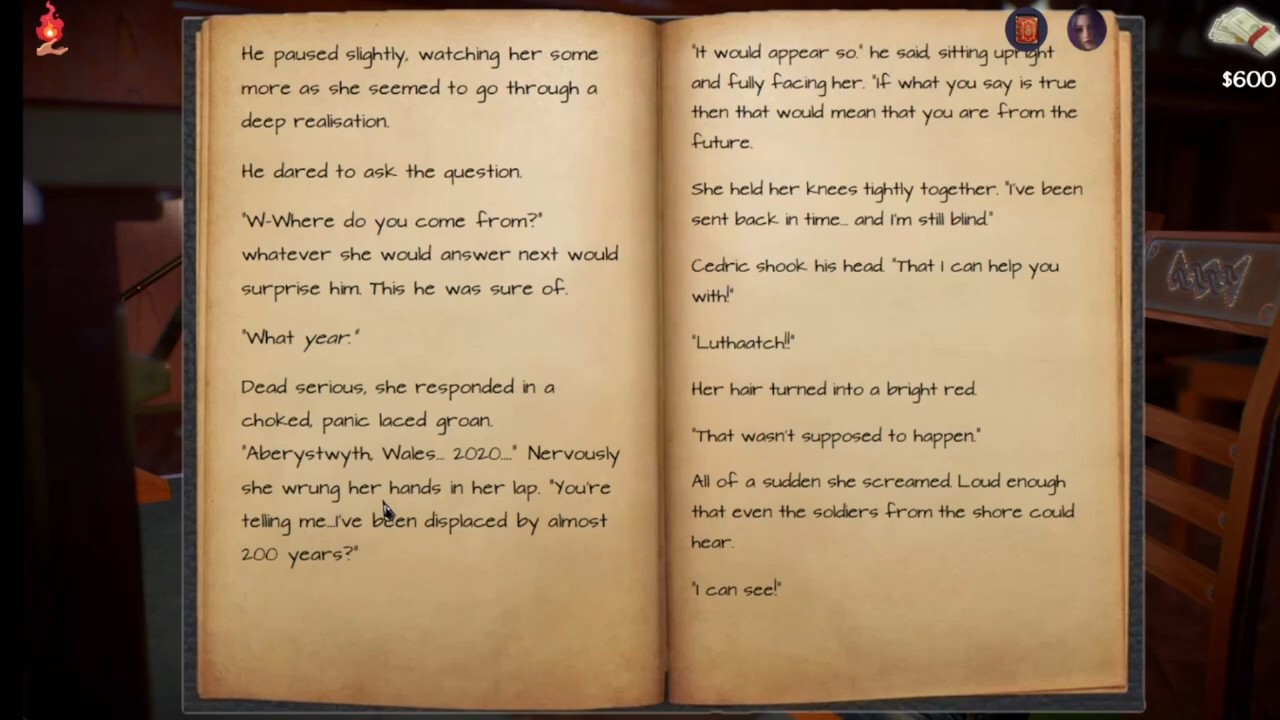 He paused slightly, watching her some
more as she seemed to go through a
deep realisation.
He dared to ask the question.
"W-Where do you come from?"
whatever she would answer next would
surprise him. This he was sure of.
"What year."
Dead serious, she responded in a
choked, panic laced groan.
"Aberystwyth, Wales... 2020...." Nervously
she wrung her hands in her lap. "You're
telling me...I've been displaced by almost
200 years?"
"It would appear so." he said, sitting upright
and fully facing her. "If what you say is true
then that would mean that you are from the
future.
She held her knees tightly together. "I've been
sent back in time... and I'm still blind."
Cedric shook his head. "That I can help you
with!"
"Luthaatch!!"
Her hair turned into a bright red.
"That wasn't supposed to happen."
All of a sudden she screamed. Loud enough
that even the soldiers from the shore could
hear.
"I can see!"
$600